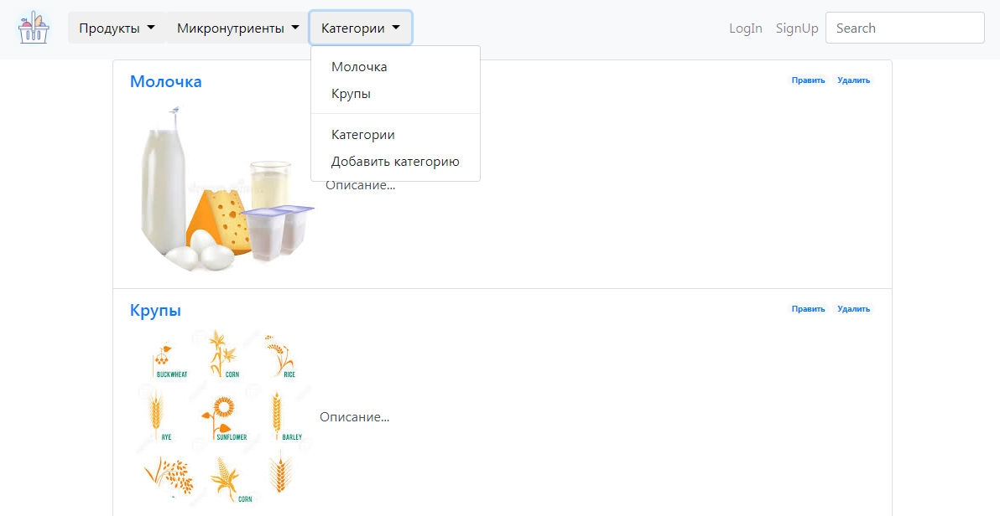 Продукты Микронутриенты Категории LogIn SignUp Search
Молочка
Крупы
Категории
Добавить категорию
Молочка Править Удалить
Описание...
Крупы Править Удалить
BUCKWHEAT CORN RICE
Описание...
RYE SUNFLOWER BARLEY
CORN